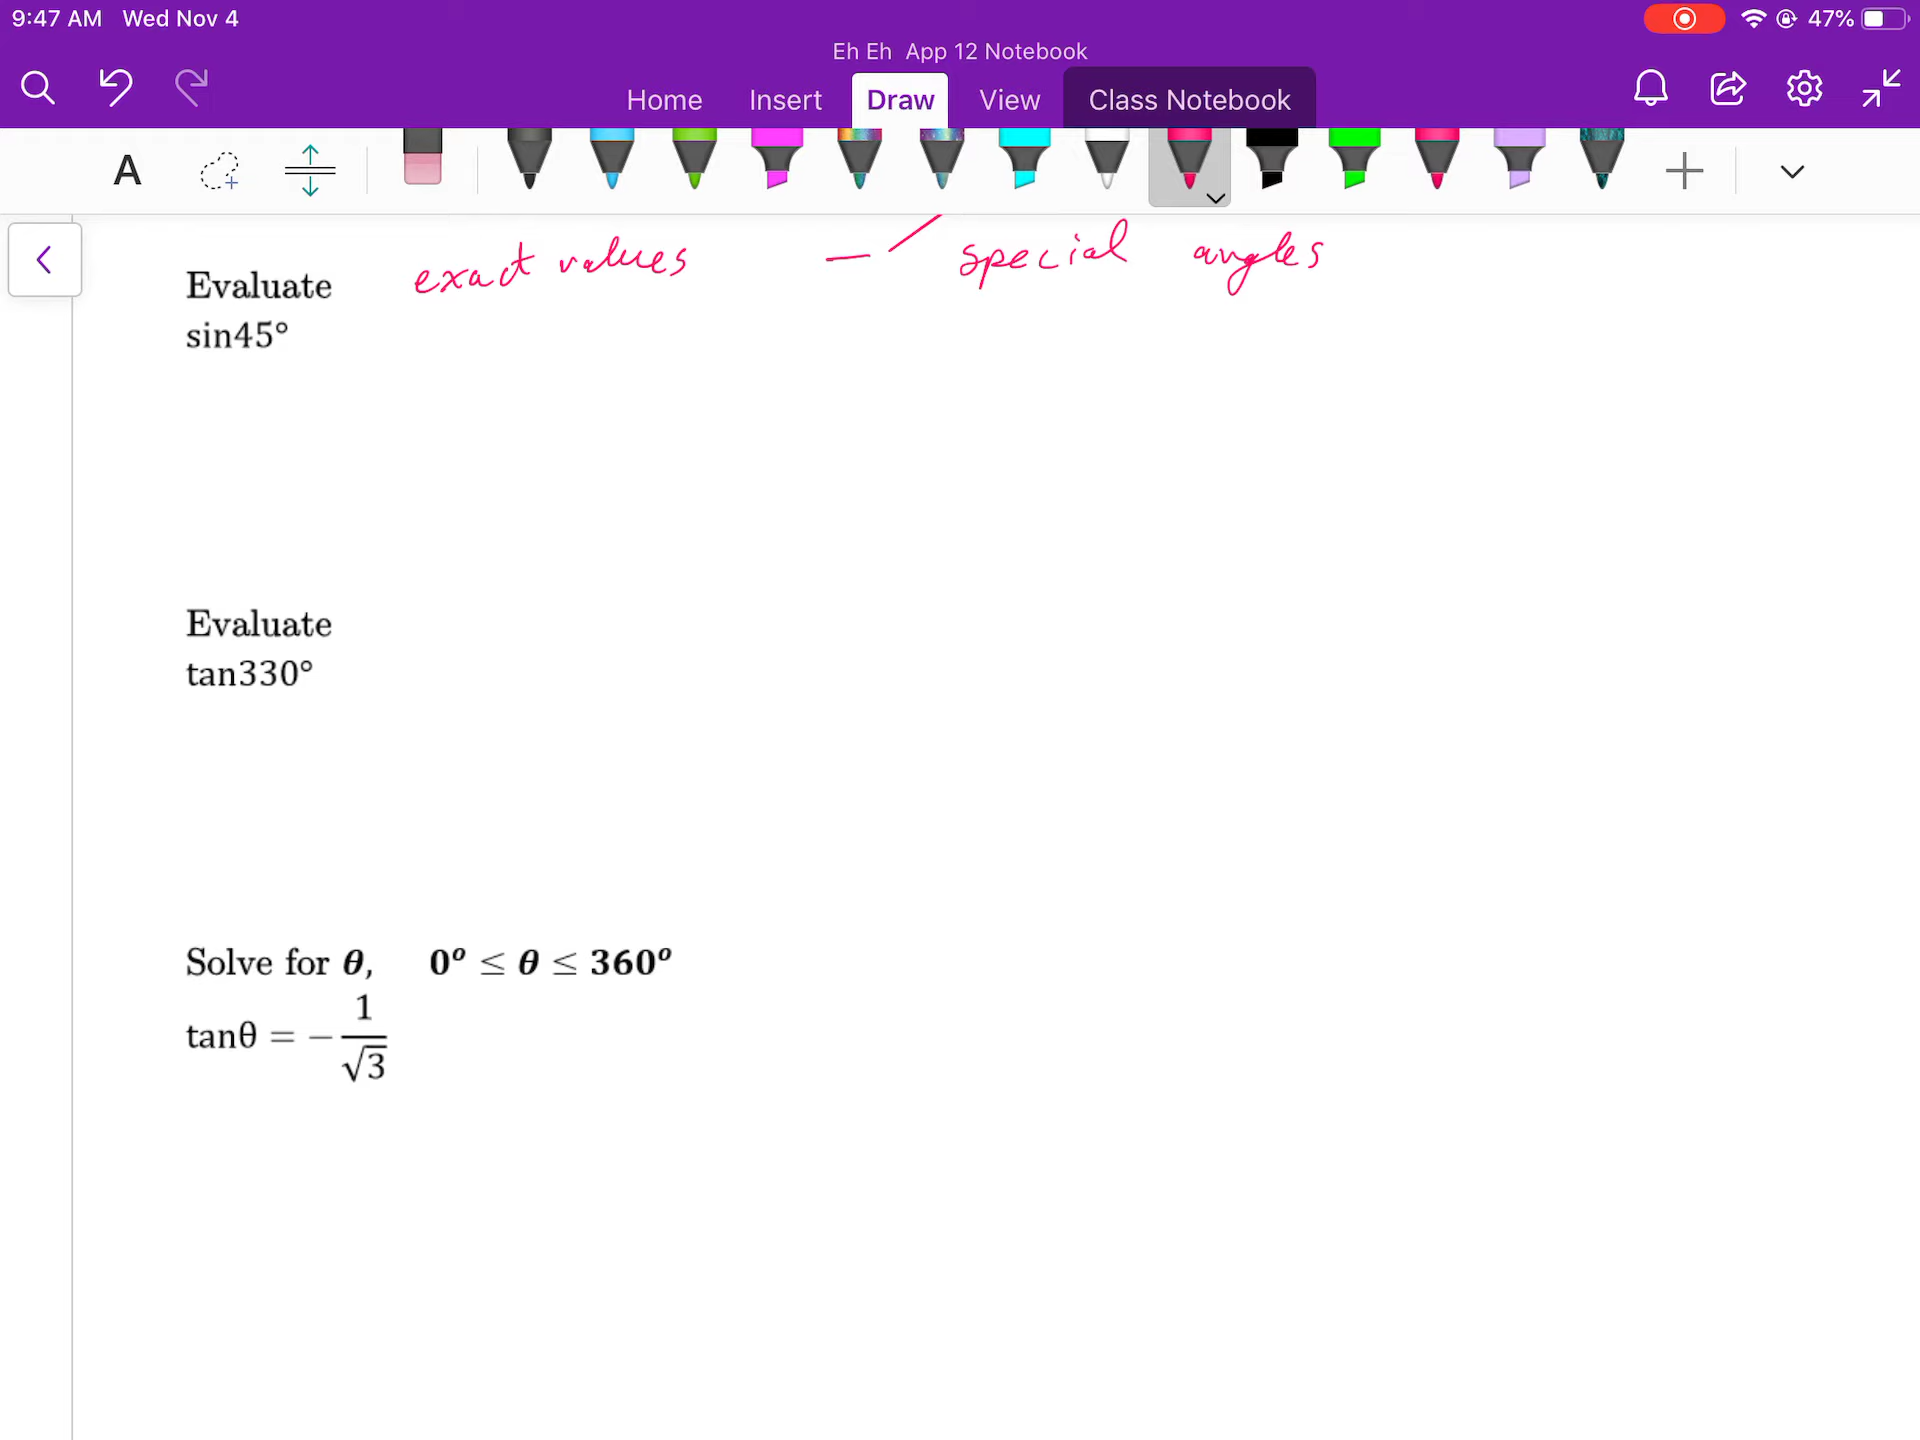 9:47 AM Wed Nov 4
47%
Eh Eh App 12 Notebook
Home Insert Draw View Class Notebook
A
exact values — special angles
Evaluate
sin45°
Evaluate
tan330°
Solve for θ, 0° ≤ θ ≤ 360°
tanθ = −1/√3